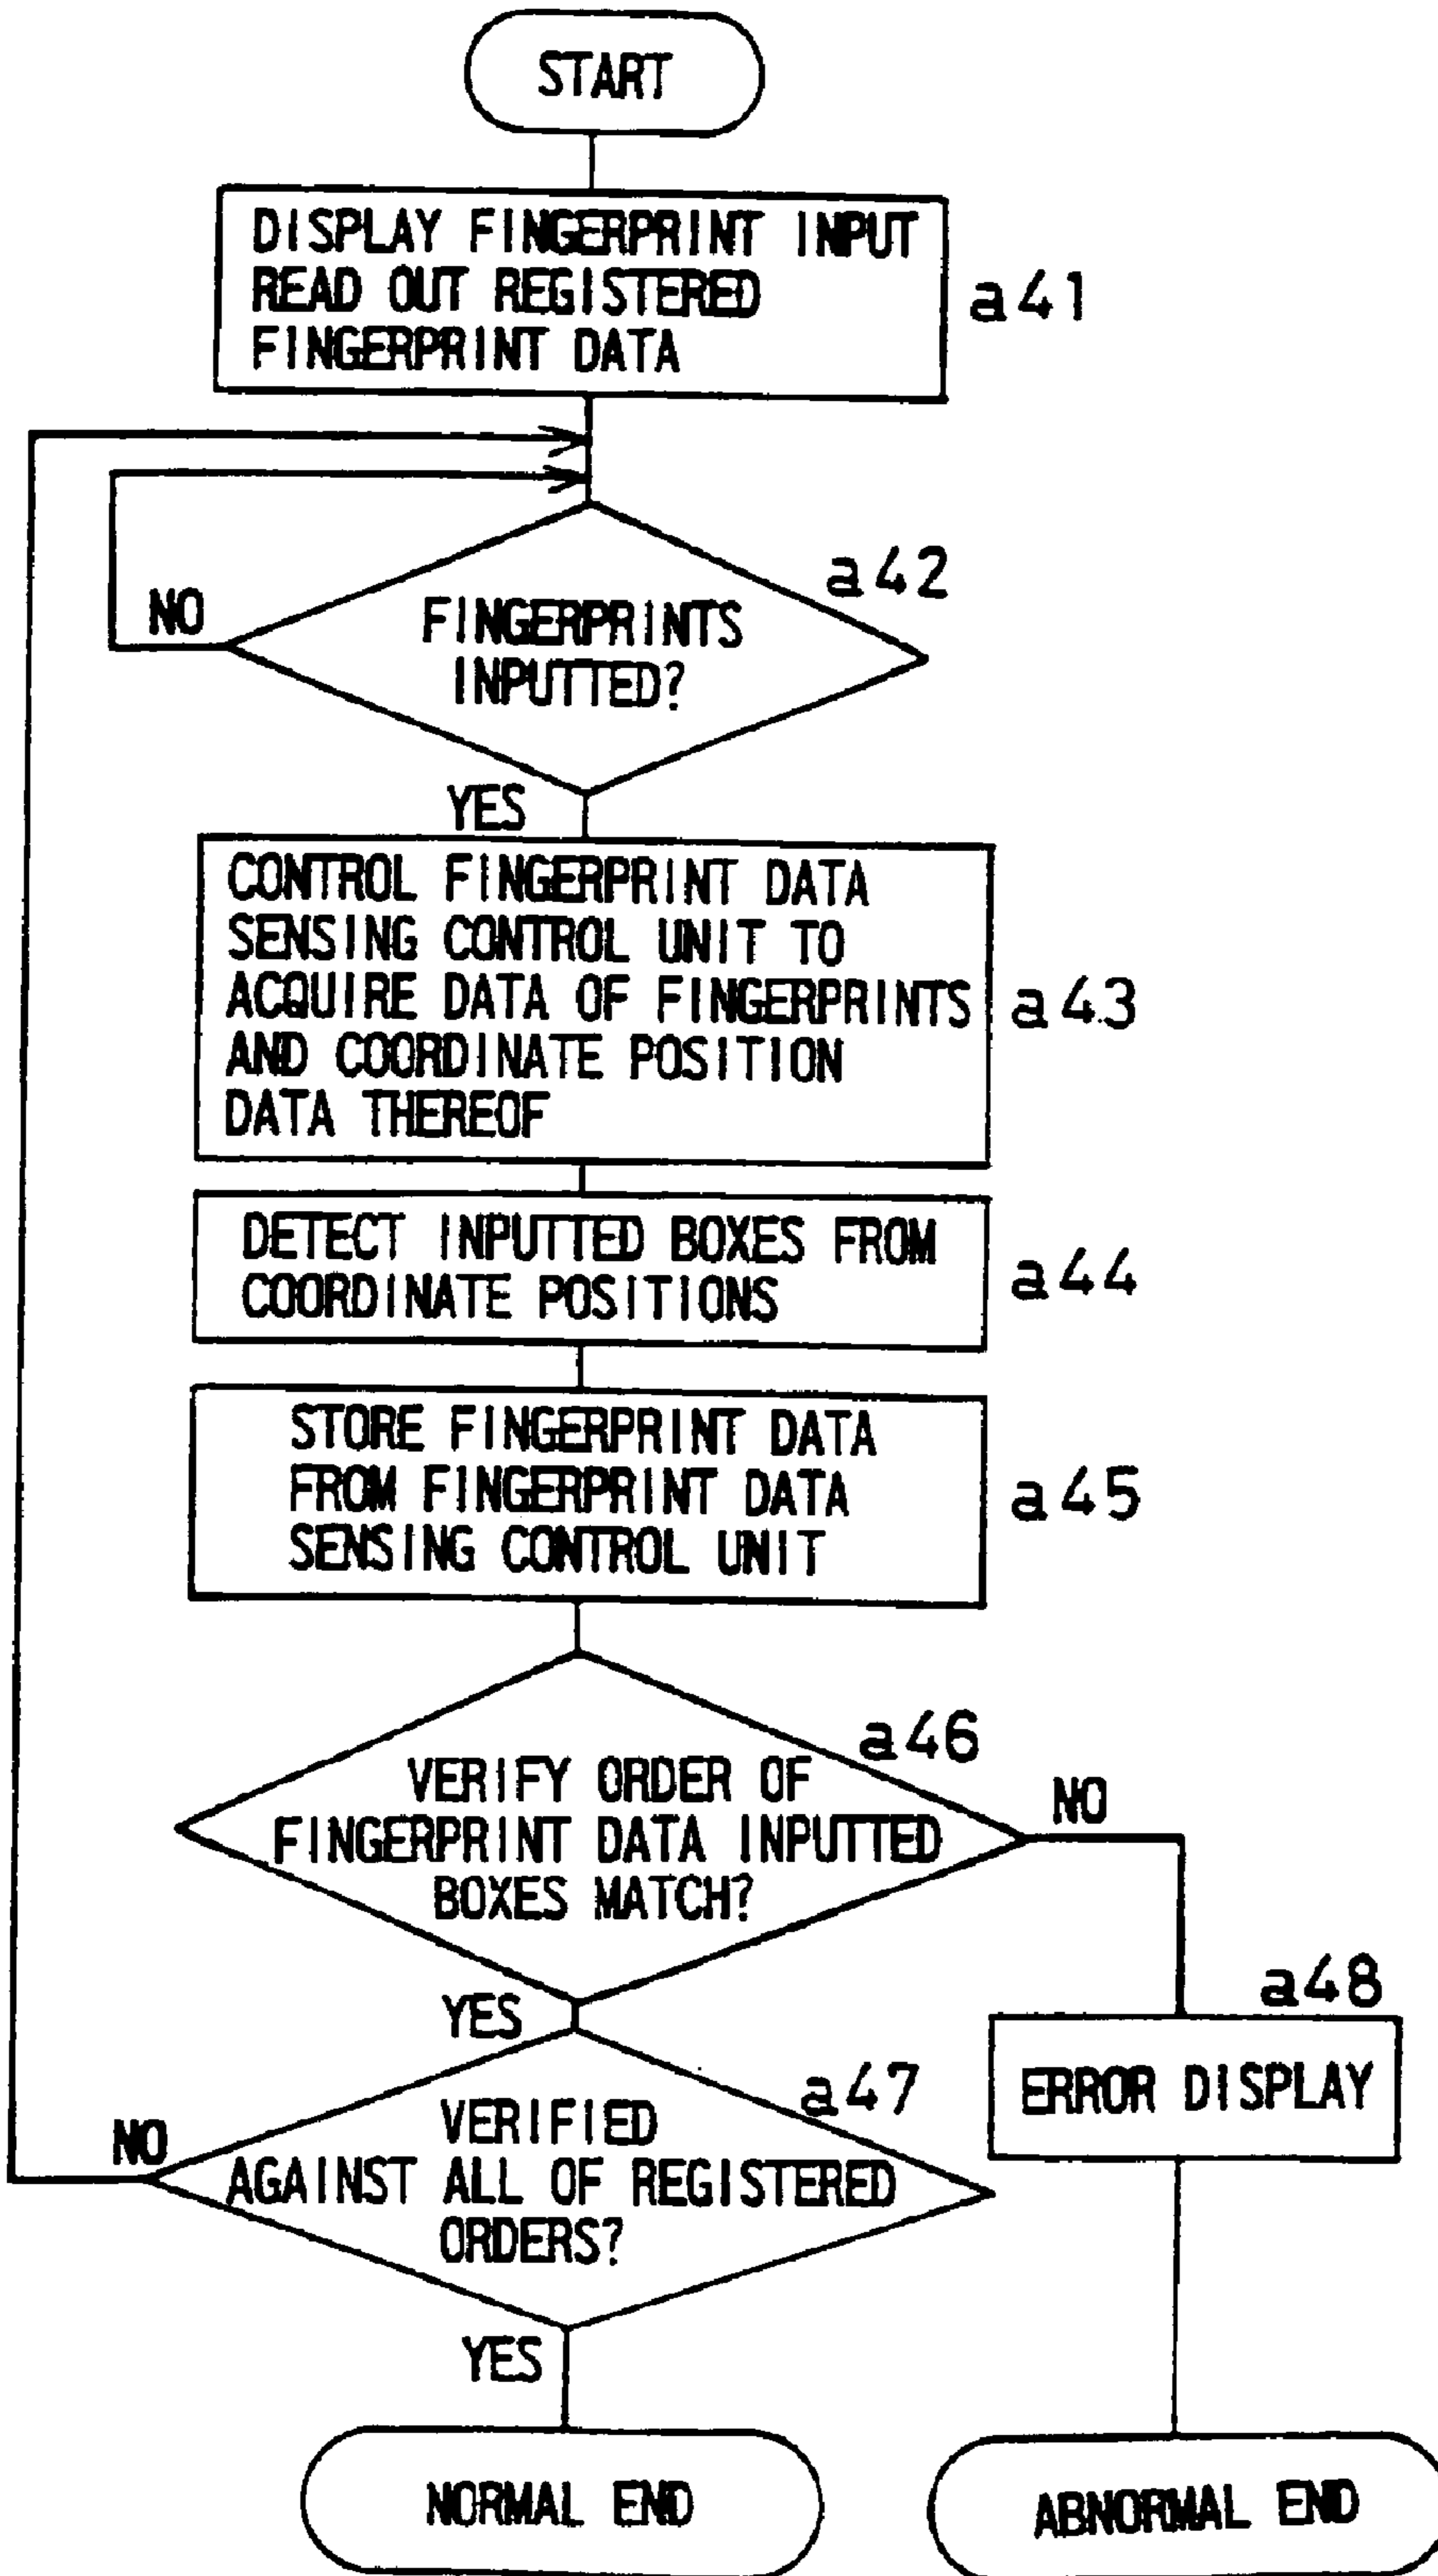 START
DISPLAY FINGERPRINT INPUT
READ OUT REGISTERED
FINGERPRINT DATA
a41
a42
NO
FINGERPRINTS
INPUTTED?
YES
CONTROL FINGERPRINT DATA
SENSING CONTROL UNIT TO
ACQUIRE DATA OF FINGERPRINTS
AND COORDINATE POSITION
DATA THEREOF
a43
DETECT INPUTTED BOXES FROM
COORDINATE POSITIONS
a44
STORE FINGERPRINT DATA
FROM FINGERPRINT DATA
SENSING CONTROL UNIT
a45
a46
VERIFY ORDER OF
FINGERPRINT DATA INPUTTED
BOXES MATCH?
NO
YES
a48
ERROR DISPLAY
a47
NO
VERIFIED
AGAINST ALL OF REGISTERED
ORDERS?
YES
NORMAL END
ABNORMAL END